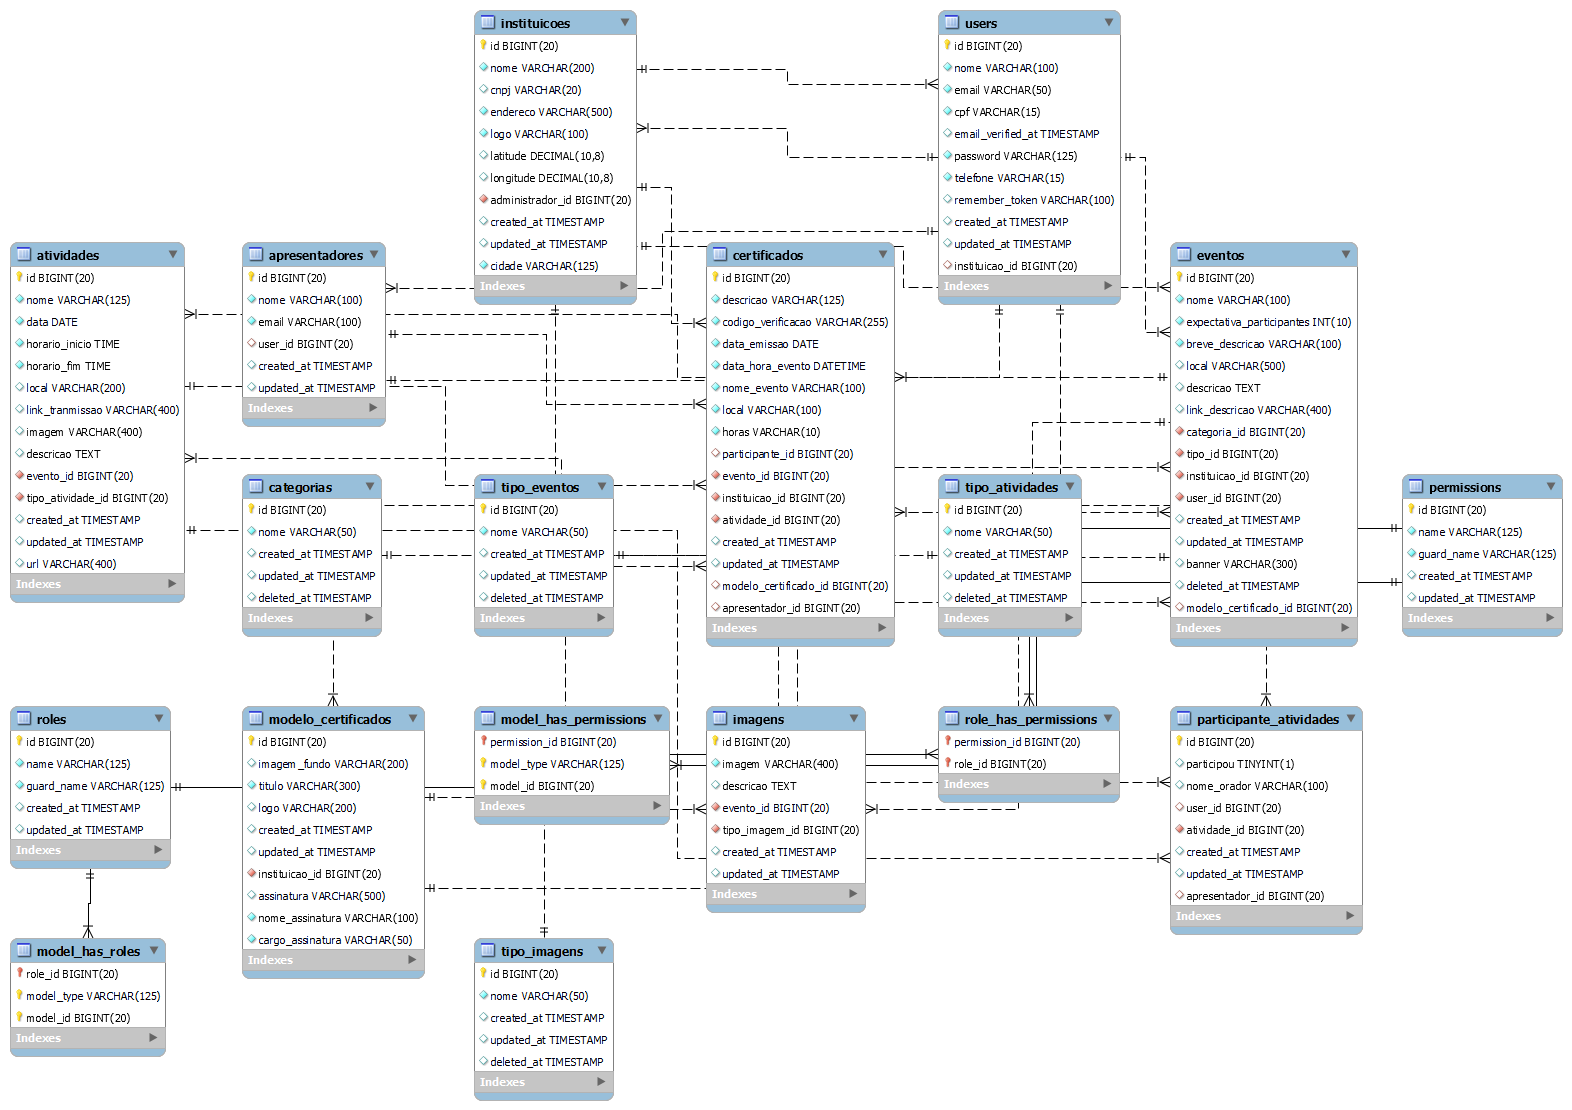 instituicoes
id BIGINT(20)
nome VARCHAR(200)
cnpj VARCHAR(20)
endereco VARCHAR(500)
logo VARCHAR(100)
latitude DECIMAL(10,8)
longitude DECIMAL(10,8)
administrador_id BIGINT(20)
created_at TIMESTAMP
updated_at TIMESTAMP
cidade VARCHAR(125)
Indexes
users
id BIGINT(20)
nome VARCHAR(100)
email VARCHAR(50)
cpf VARCHAR(15)
email_verified_at TIMESTAMP
password VARCHAR(125)
telefone VARCHAR(15)
remember_token VARCHAR(100)
created_at TIMESTAMP
updated_at TIMESTAMP
instituicao_id BIGINT(20)
Indexes
atividades
id BIGINT(20)
nome VARCHAR(125)
data DATE
horario_inicio TIME
horario_fim TIME
local VARCHAR(200)
link_tranmissao VARCHAR(400)
imagem VARCHAR(400)
descricao TEXT
evento_id BIGINT(20)
tipo_atividade_id BIGINT(20)
created_at TIMESTAMP
updated_at TIMESTAMP
url VARCHAR(400)
Indexes
apresentadores
id BIGINT(20)
nome VARCHAR(100)
email VARCHAR(100)
user_id BIGINT(20)
created_at TIMESTAMP
updated_at TIMESTAMP
Indexes
certificados
id BIGINT(20)
descricao VARCHAR(125)
codigo_verificacao VARCHAR(255)
data_emissao DATE
data_hora_evento DATETIME
nome_evento VARCHAR(100)
local VARCHAR(100)
horas VARCHAR(10)
participante_id BIGINT(20)
evento_id BIGINT(20)
instituicao_id BIGINT(20)
atividade_id BIGINT(20)
created_at TIMESTAMP
updated_at TIMESTAMP
modelo_certificado_id BIGINT(20)
apresentador_id BIGINT(20)
Indexes
eventos
id BIGINT(20)
nome VARCHAR(100)
expectativa_participantes INT(10)
breve_descricao VARCHAR(100)
local VARCHAR(500)
descricao TEXT
link_descricao VARCHAR(400)
categoria_id BIGINT(20)
tipo_id BIGINT(20)
instituicao_id BIGINT(20)
user_id BIGINT(20)
created_at TIMESTAMP
updated_at TIMESTAMP
banner VARCHAR(300)
deleted_at TIMESTAMP
modelo_certificado_id BIGINT(20)
Indexes
categorias
id BIGINT(20)
nome VARCHAR(50)
created_at TIMESTAMP
updated_at TIMESTAMP
deleted_at TIMESTAMP
Indexes
tipo_eventos
id BIGINT(20)
nome VARCHAR(50)
created_at TIMESTAMP
updated_at TIMESTAMP
deleted_at TIMESTAMP
Indexes
tipo_atividades
id BIGINT(20)
nome VARCHAR(50)
created_at TIMESTAMP
updated_at TIMESTAMP
deleted_at TIMESTAMP
Indexes
permissions
id BIGINT(20)
name VARCHAR(125)
guard_name VARCHAR(125)
created_at TIMESTAMP
updated_at TIMESTAMP
Indexes
roles
id BIGINT(20)
name VARCHAR(125)
guard_name VARCHAR(125)
created_at TIMESTAMP
updated_at TIMESTAMP
Indexes
modelo_certificados
id BIGINT(20)
imagem_fundo VARCHAR(200)
titulo VARCHAR(300)
logo VARCHAR(200)
created_at TIMESTAMP
updated_at TIMESTAMP
instituicao_id BIGINT(20)
assinatura VARCHAR(500)
nome_assinatura VARCHAR(100)
cargo_assinatura VARCHAR(50)
Indexes
model_has_permissions
permission_id BIGINT(20)
model_type VARCHAR(125)
model_id BIGINT(20)
Indexes
imagens
id BIGINT(20)
imagem VARCHAR(400)
descricao TEXT
evento_id BIGINT(20)
tipo_imagem_id BIGINT(20)
created_at TIMESTAMP
updated_at TIMESTAMP
Indexes
role_has_permissions
permission_id BIGINT(20)
role_id BIGINT(20)
Indexes
participante_atividades
id BIGINT(20)
participou TINYINT(1)
nome_orador VARCHAR(100)
user_id BIGINT(20)
atividade_id BIGINT(20)
created_at TIMESTAMP
updated_at TIMESTAMP
apresentador_id BIGINT(20)
Indexes
model_has_roles
role_id BIGINT(20)
model_type VARCHAR(125)
model_id BIGINT(20)
Indexes
tipo_imagens
id BIGINT(20)
nome VARCHAR(50)
created_at TIMESTAMP
updated_at TIMESTAMP
deleted_at TIMESTAMP
Indexes